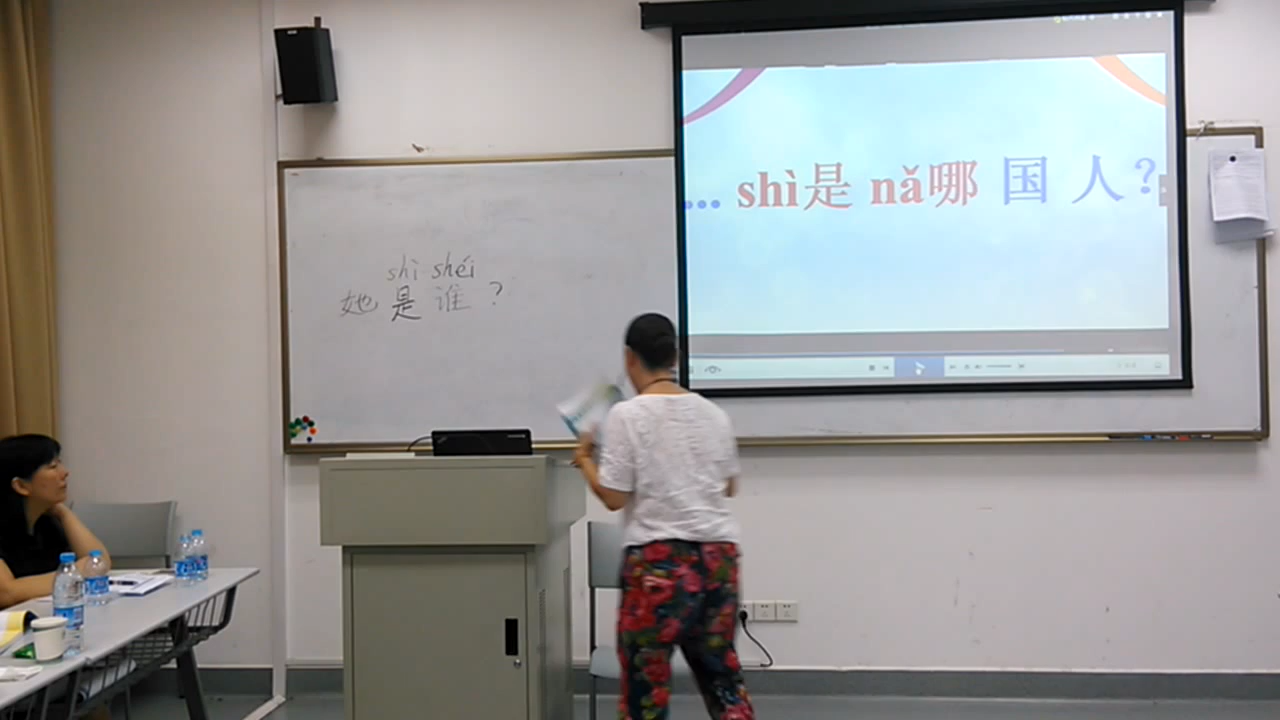 shì shéi
她 是 谁 ?
... shì是 nǎ哪 国 人?